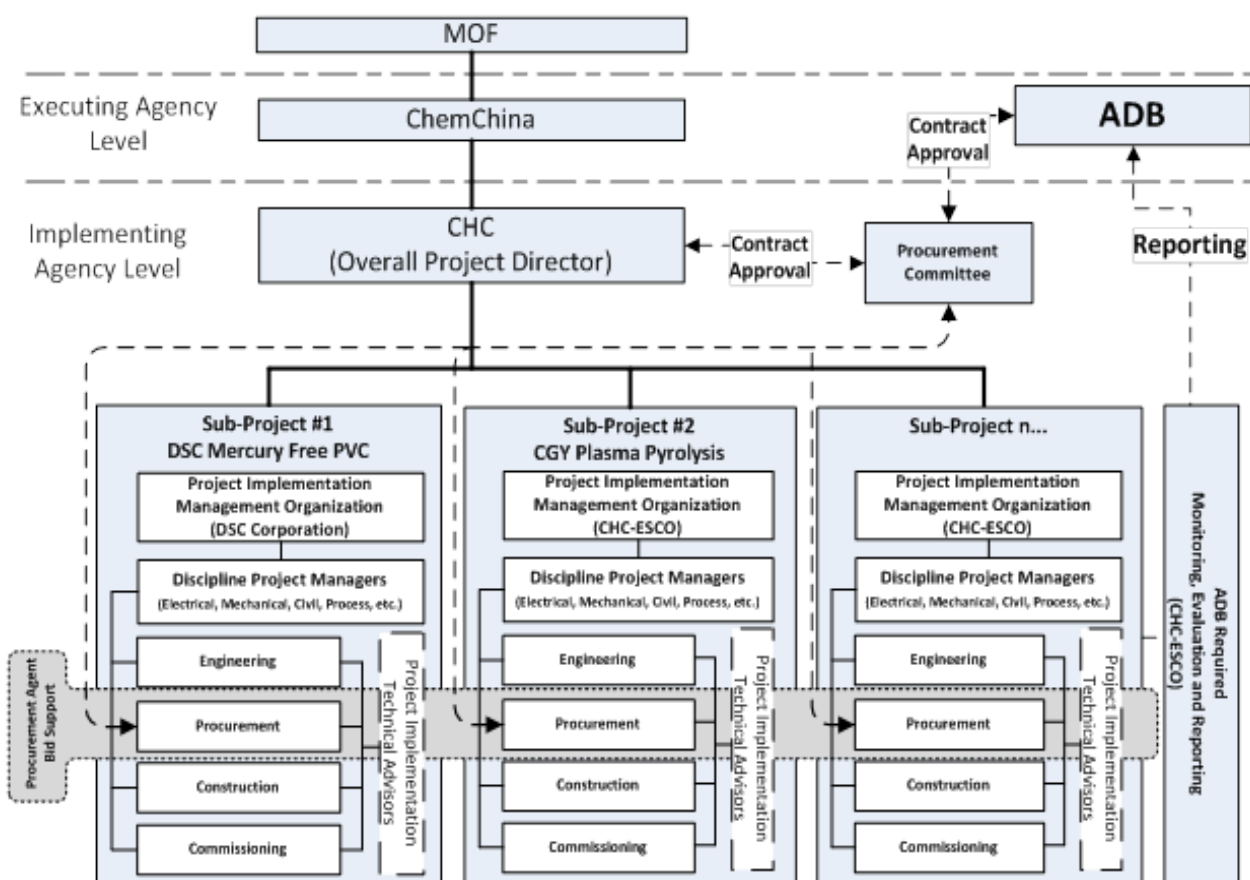 MOF
Executing Agency
Level
ChemChina
ADB
Contract
Approval
Implementing
Agency Level
CHC
(Overall Project Director)
Contract
Approval
Procurement
Committee
Reporting
Sub-Project #1
DSC Mercury Free PVC
Project Implementation
Management Organization
(DSC Corporation)
Discipline Project Managers
(Electrical, Mechanical, Civil, Process, etc.)
Engineering
Procurement
Construction
Commissioning
Project Implementation
Technical Advisors
Sub-Project #2
CGY Plasma Pyrolysis
Project Implementation
Management Organization
(CHC-ESCO)
Discipline Project Managers
(Electrical, Mechanical, Civil, Process, etc.)
Engineering
Procurement
Construction
Commissioning
Project Implementation
Technical Advisors
Sub-Project n...
Project Implementation
Management Organization
(CHC-ESCO)
Discipline Project Managers
(Electrical, Mechanical, Civil, Process, etc.)
Engineering
Procurement
Construction
Commissioning
Project Implementation
Technical Advisors
ADB Required
Monitoring, Evaluation and Reporting
(CHC-ESCO)
Procurement Agent
Bid Support